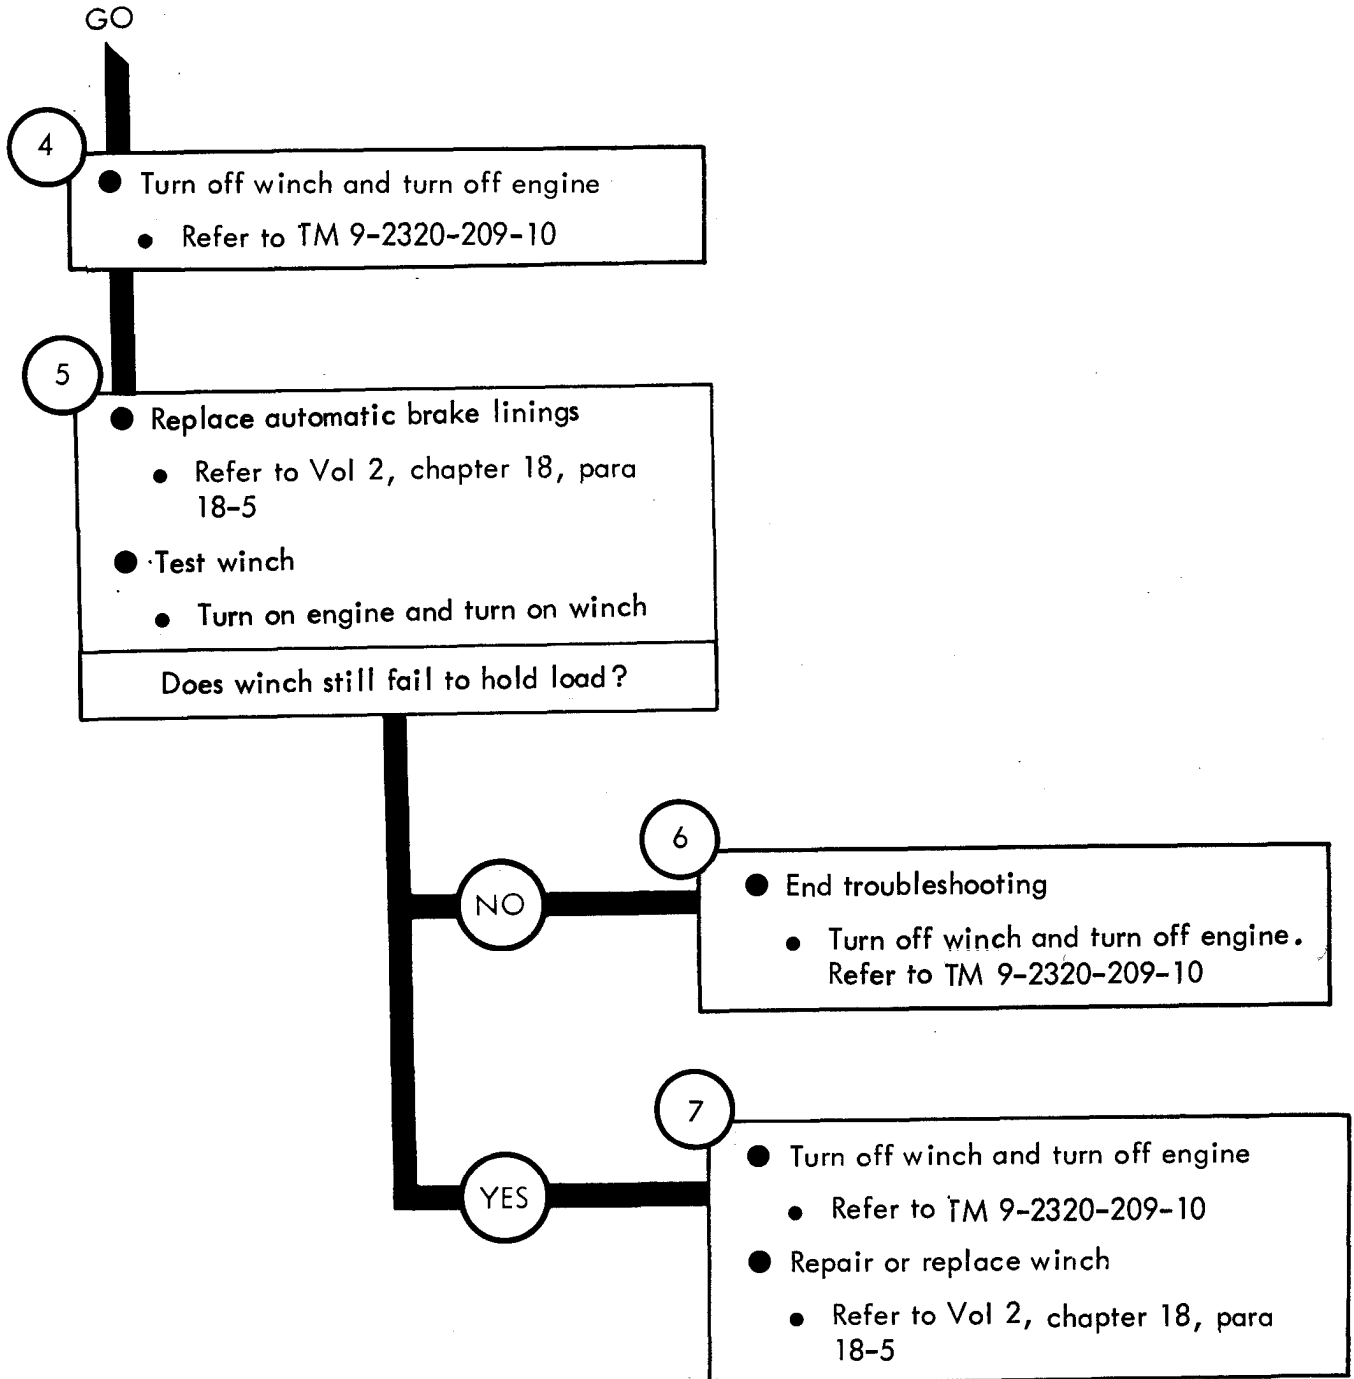 GO
4
● Turn off winch and turn off engine
● Refer to TM 9-2320-209-10
5
● Replace automatic brake linings
● Refer to Vol 2, chapter 18, para
18-5
● Test winch
● Turn on engine and turn on winch
Does winch still fail to hold load?
6
NO
● End troubleshooting
● Turn off winch and turn off engine.
Refer to TM 9-2320-209-10
7
YES
● Turn off winch and turn off engine
● Refer to TM 9-2320-209-10
● Repair or replace winch
● Refer to Vol 2, chapter 18, para
18-5